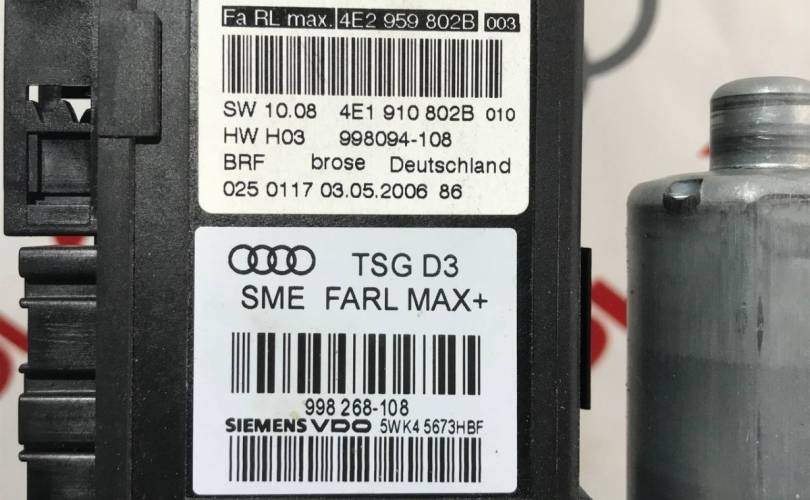 Fa RL max. 4E2 959 802B 003
SW 10.08 4E1 910 802B 010
HW H03 998094-108
BRF brose Deutschland
025 0117 03.05.2006 86
TSG D3
SME FARL MAX+
998 268-108
SIEMENS VDO 5WK4 5673HBF